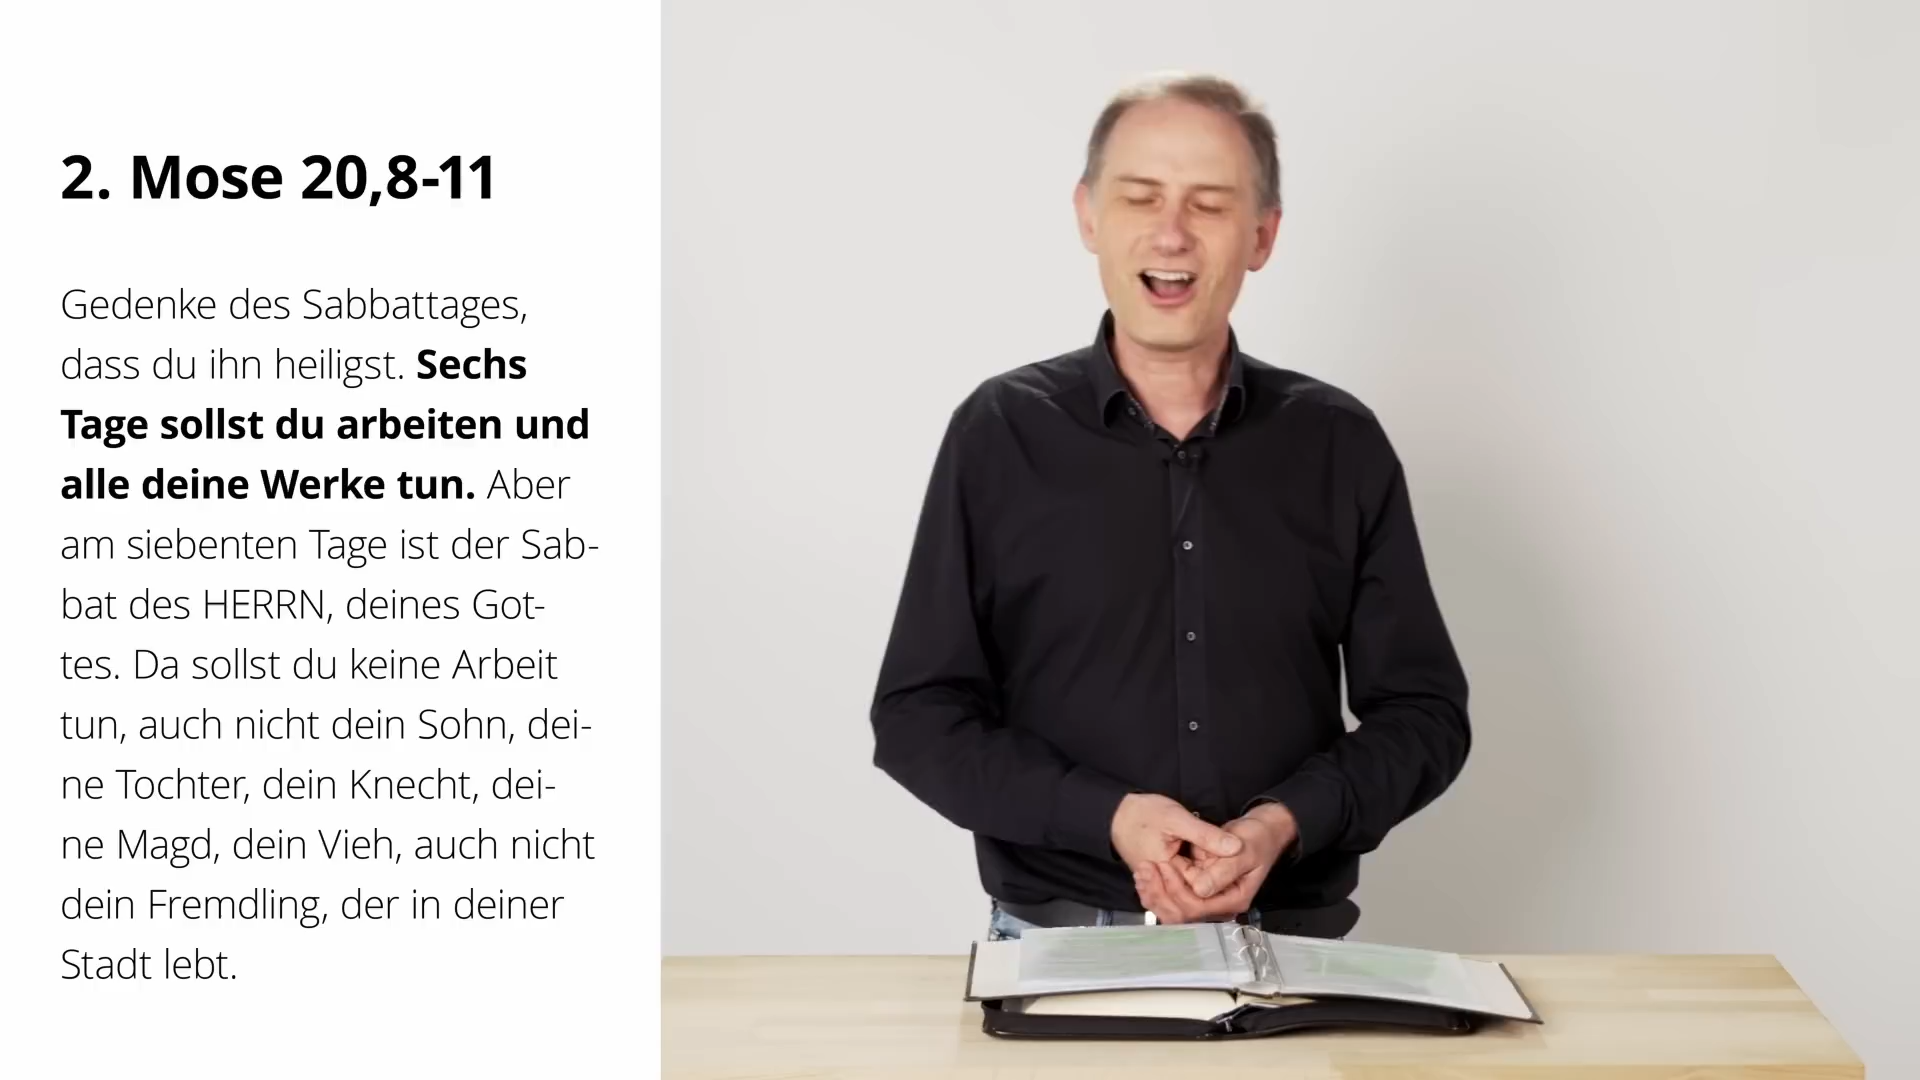 2. Mose 20,8-11
Gedenke des Sabbattages,
dass du ihn heiligst. Sechs
Tage sollst du arbeiten und
alle deine Werke tun. Aber
am siebenten Tage ist der Sab-
bat des HERRN, deines Got-
tes. Da sollst du keine Arbeit
tun, auch nicht dein Sohn, dei-
ne Tochter, dein Knecht, dei-
ne Magd, dein Vieh, auch nicht
dein Fremdling, der in deiner
Stadt lebt.